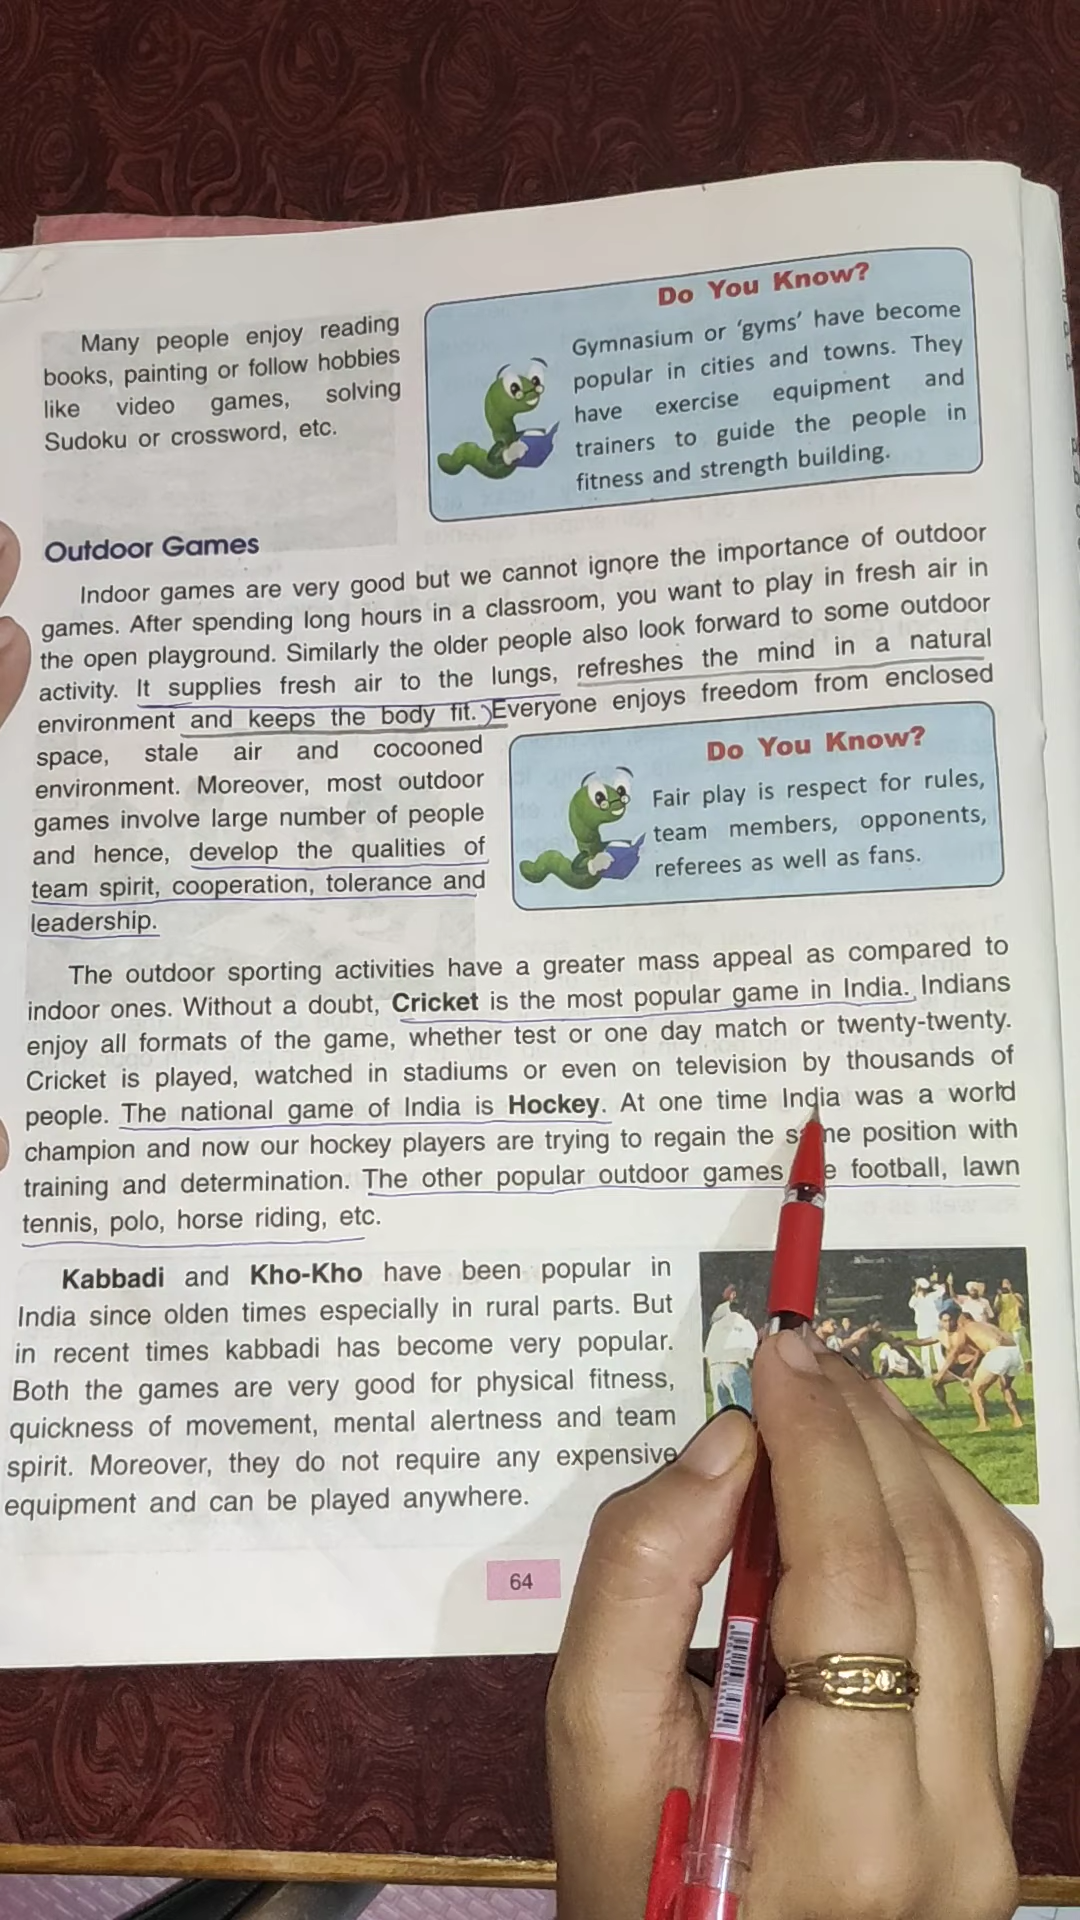 Many people enjoy reading
books, painting or follow hobbies
like video games, solving
Sudoku or crossword, etc.
Do You Know?
Gymnasium or ‘gyms’ have become
popular in cities and towns. They
have exercise equipment and
trainers to guide the people in
fitness and strength building.
Outdoor Games
Indoor games are very good but we cannot ignore the importance of outdoor
games. After spending long hours in a classroom, you want to play in fresh air in
the open playground. Similarly the older people also look forward to some outdoor
activity. It supplies fresh air to the lungs, refreshes the mind in a natural
environment and keeps the body fit. Everyone enjoys freedom from enclosed
space, stale air and cocooned
environment. Moreover, most outdoor
games involve large number of people
and hence, develop the qualities of
team spirit, cooperation, tolerance and
leadership.
Do You Know?
Fair play is respect for rules,
team members, opponents,
referees as well as fans.
The outdoor sporting activities have a greater mass appeal as compared to
indoor ones. Without a doubt, Cricket is the most popular game in India. Indians
enjoy all formats of the game, whether test or one day match or twenty-twenty.
Cricket is played, watched in stadiums or even on television by thousands of
people. The national game of India is Hockey. At one time India was a world
champion and now our hockey players are trying to regain the same position with
training and determination. The other popular outdoor games football, lawn
tennis, polo, horse riding, etc.
Kabbadi and Kho-Kho have been popular in
India since olden times especially in rural parts. But
in recent times kabbadi has become very popular.
Both the games are very good for physical fitness,
quickness of movement, mental alertness and team
spirit. Moreover, they do not require any expensive
equipment and can be played anywhere.
64